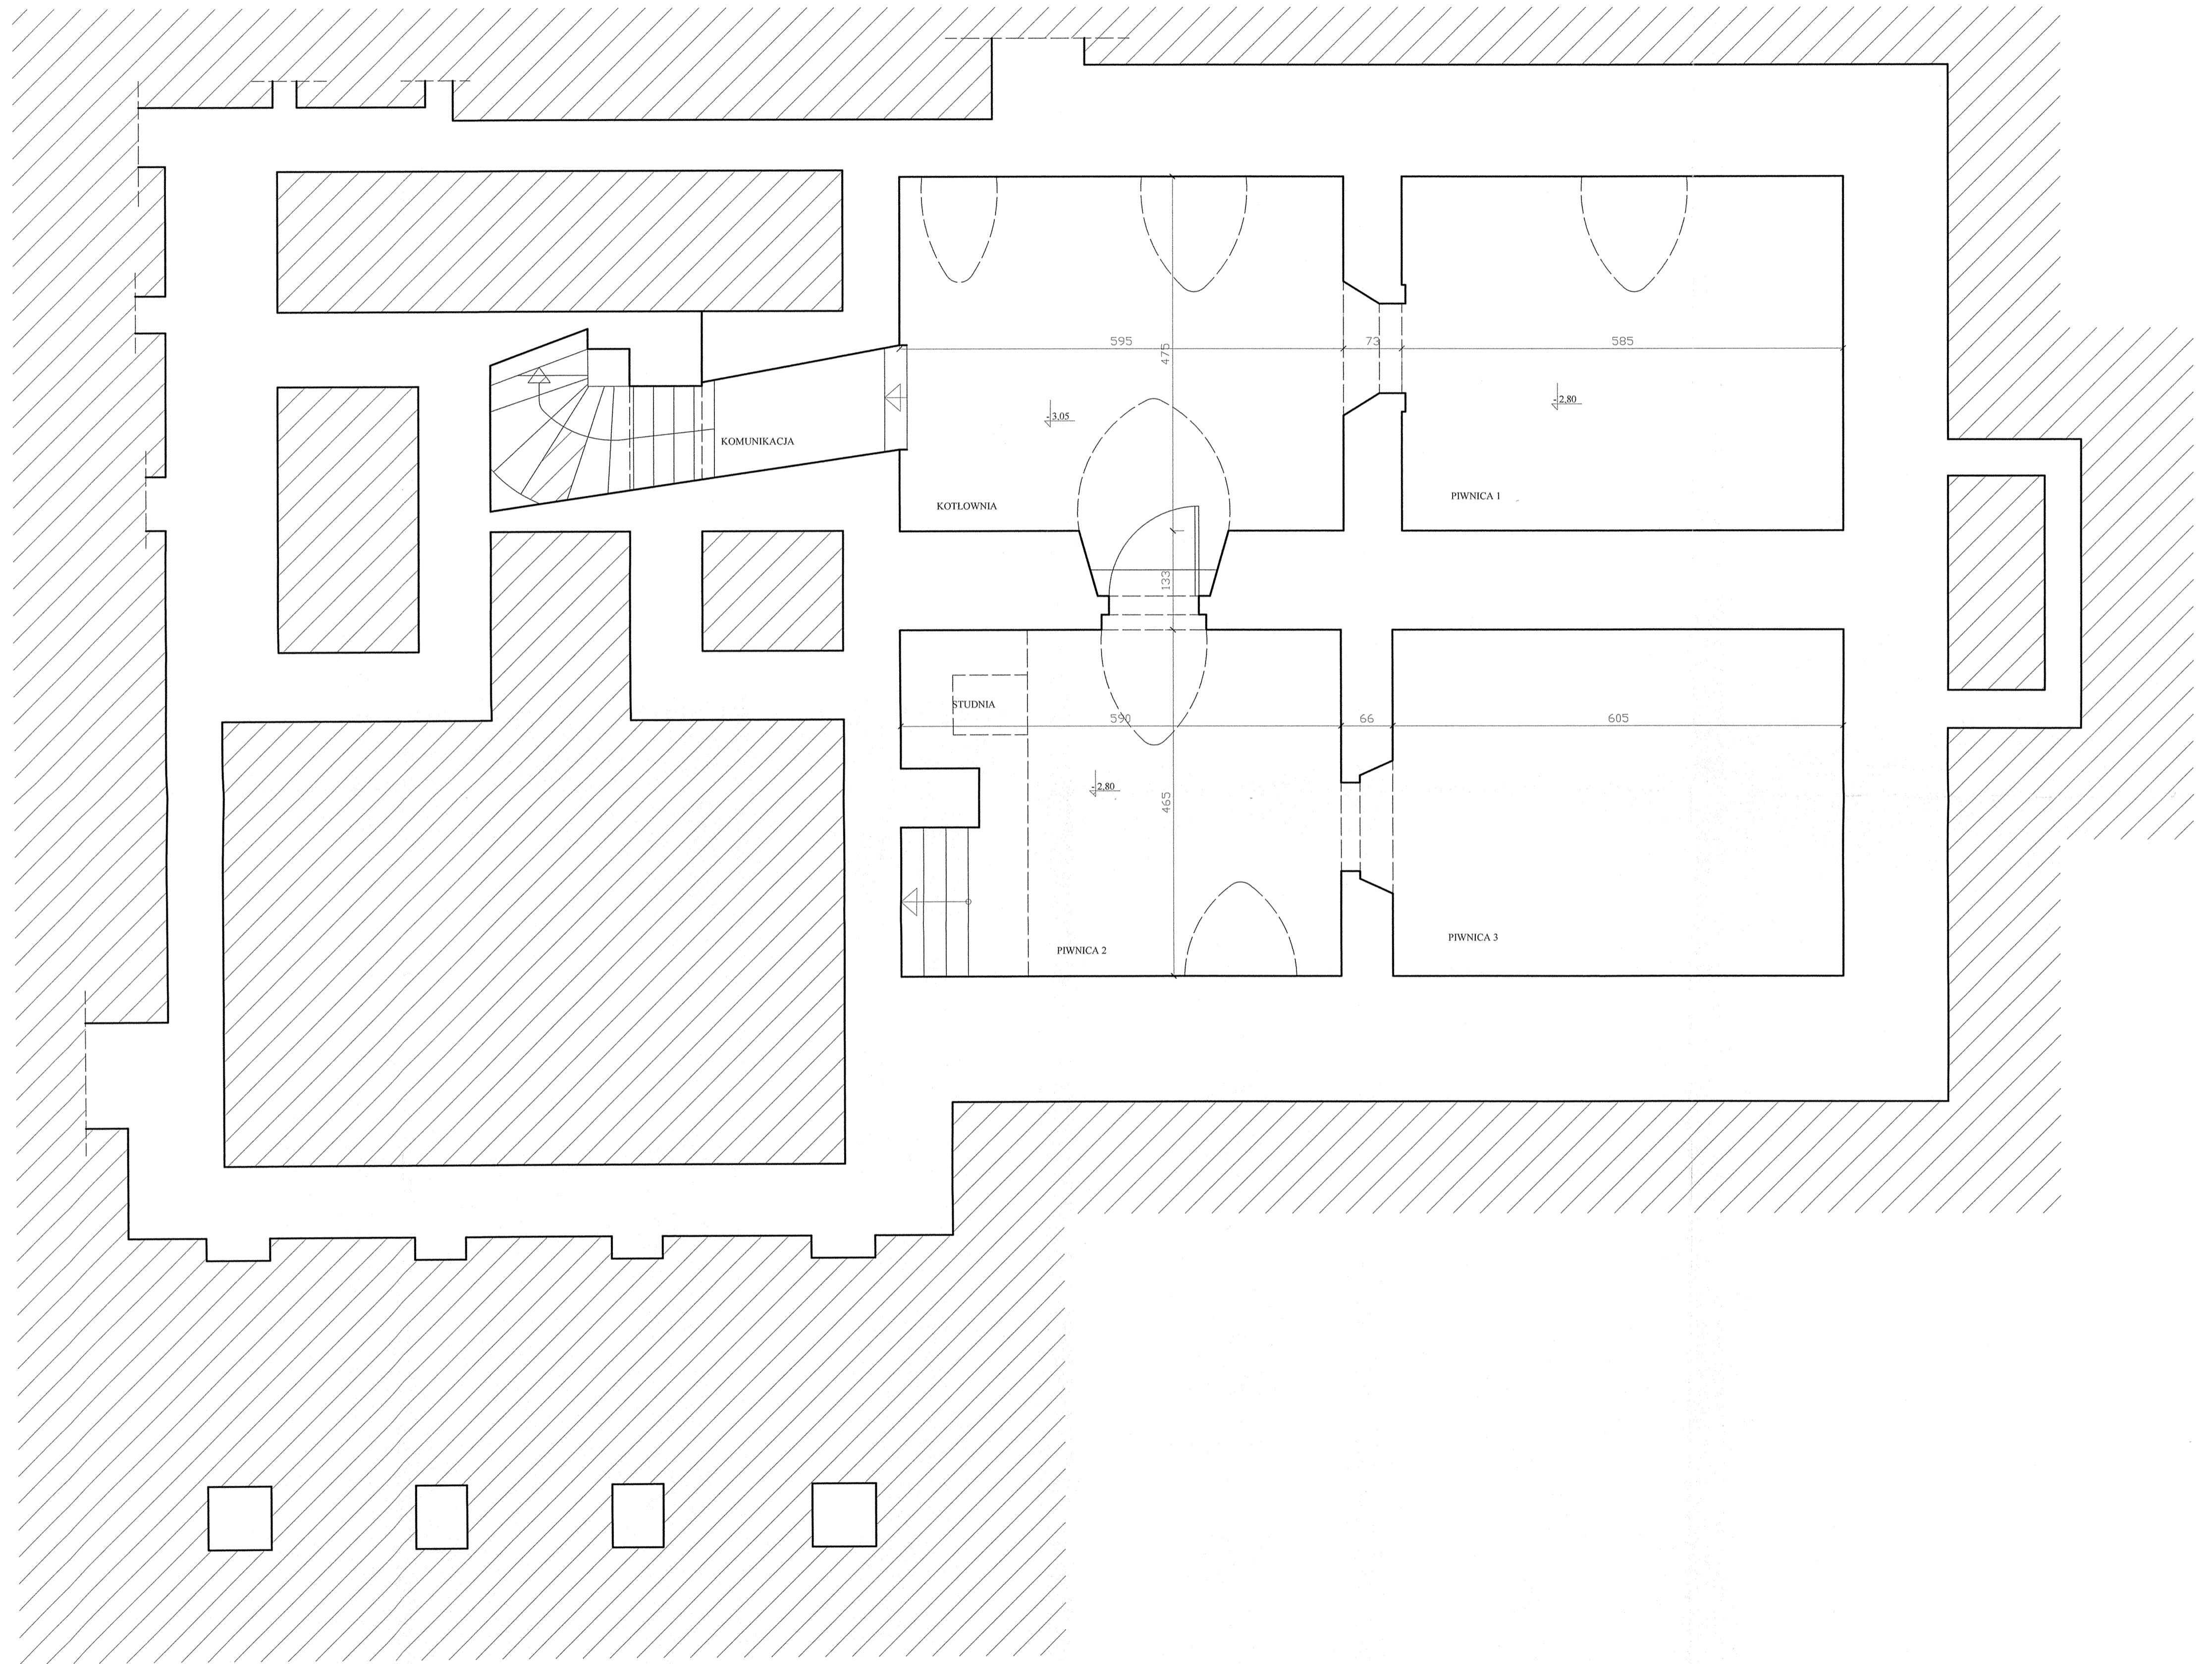 595
475
73
585
- 3,05
- 2,80
KOMUNIKACJA
KOTŁOWNIA
PIWNICA 1
133
STUDNIA
590
66
605
- 2,80
465
PIWNICA 2
PIWNICA 3